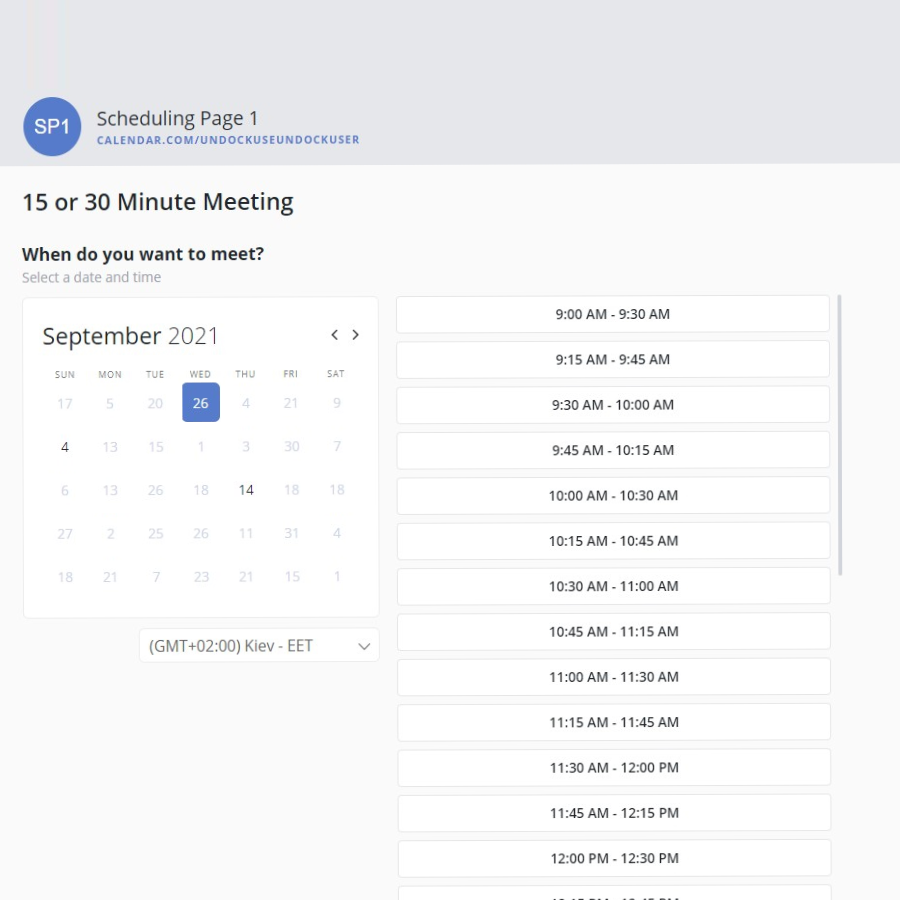 SP1
Scheduling Page 1
CALENDAR.COM/UNDOCKUSEUNDOCKUSER
15 or 30 Minute Meeting
When do you want to meet?
Select a date and time
September 2021
SUN MON TUE WED THU FRI SAT
17 5 20 26 4 21 9
4 13 15 1 3 30 7
6 13 26 18 14 18 18
27 2 25 26 11 31 4
18 21 7 23 21 15 1
(GMT+02:00) Kiev - EET
9:00 AM - 9:30 AM
9:15 AM - 9:45 AM
9:30 AM - 10:00 AM
9:45 AM - 10:15 AM
10:00 AM - 10:30 AM
10:15 AM - 10:45 AM
10:30 AM - 11:00 AM
10:45 AM - 11:15 AM
11:00 AM - 11:30 AM
11:15 AM - 11:45 AM
11:30 AM - 12:00 PM
11:45 AM - 12:15 PM
12:00 PM - 12:30 PM